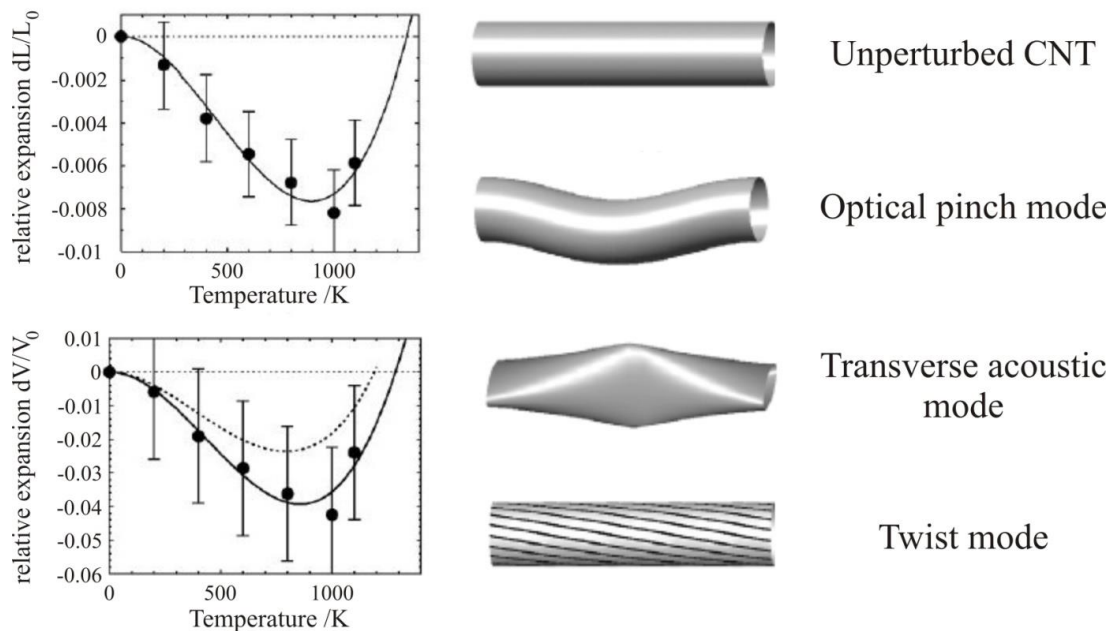 relative expansion dL/L0
0
-0.002
-0.004
-0.006
-0.008
-0.01
0
500
1000
Temperature /K
relative expansion dV/V0
0.01
0
-0.01
-0.02
-0.03
-0.04
-0.05
-0.06
0
500
1000
Temperature /K
Unperturbed CNT
Optical pinch mode
Transverse acoustic
mode
Twist mode